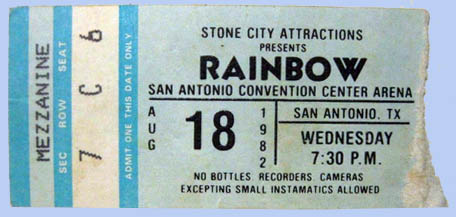 MEZZANINE 7 C 6
SEC ROW SEAT
ADMIT ONE THIS DATE ONLY
STONE CITY ATTRACTIONS
PRESENTS
RAINBOW
SAN ANTONIO CONVENTION CENTER ARENA
AUG 18 1982
SAN ANTONIO, TX
WEDNESDAY
7:30 P.M.
NO BOTTLES, RECORDERS, CAMERAS
EXCEPTING SMALL INSTAMATICS ALLOWED